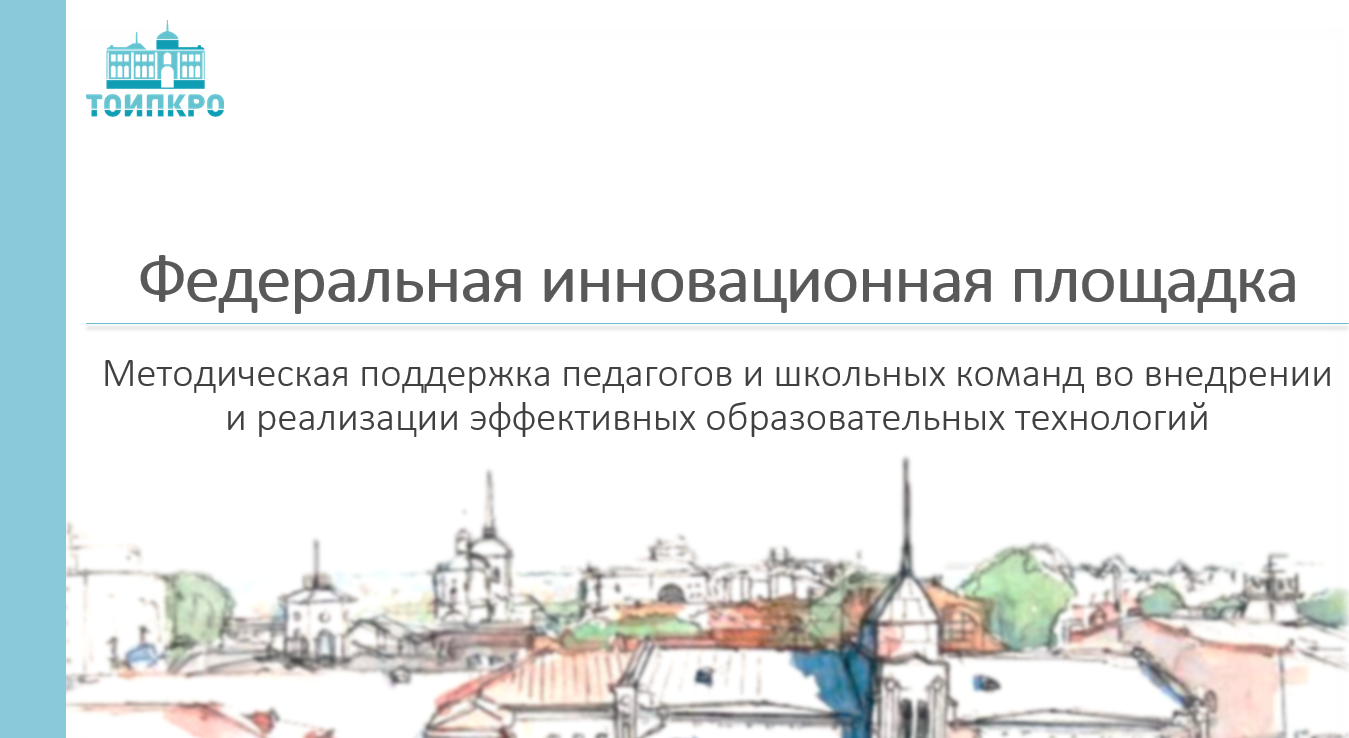 ТОИПКРО
Федеральная инновационная площадка
Методическая поддержка педагогов и школьных команд во внедрении
и реализации эффективных образовательных технологий